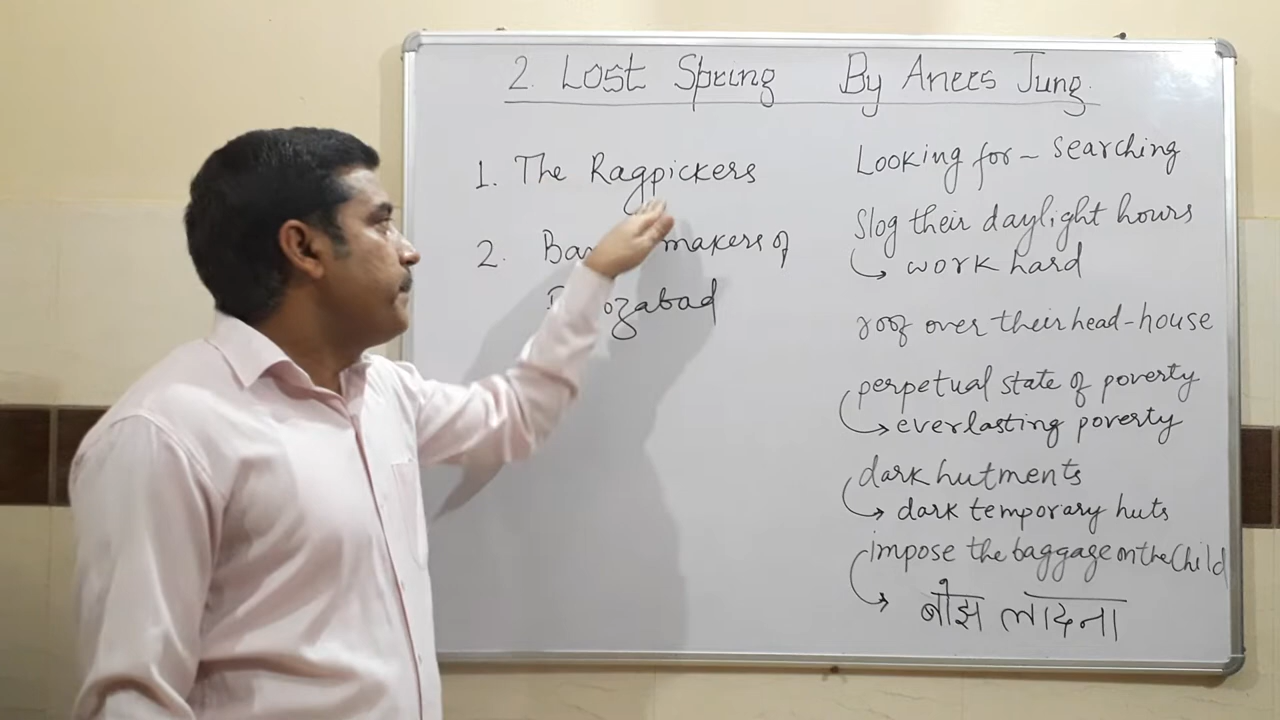 2. Lost Spring By Anees Jung.
1. The Ragpickers
2. makers of
Looking for - searching
Slog their daylight hours
work hard
roof over their head - house
perpetual state of poverty
everlasting poverty
dark hutments
dark temporary huts
impose the baggage on the Child
बोझ लादना